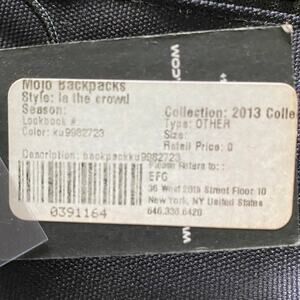 Mojo Backpacks
Style: In the crowd
Season:
Lookbook #
Color: ku9982723
Collection: 2013 Colle
Type: OTHER
Size:
Retail Price: 0
Description: backpackku9982723
Please Return to: :
EFG
36 West 20th Street Floor 10
New York, NY United States
646.336.6420
0391164
.COM
www